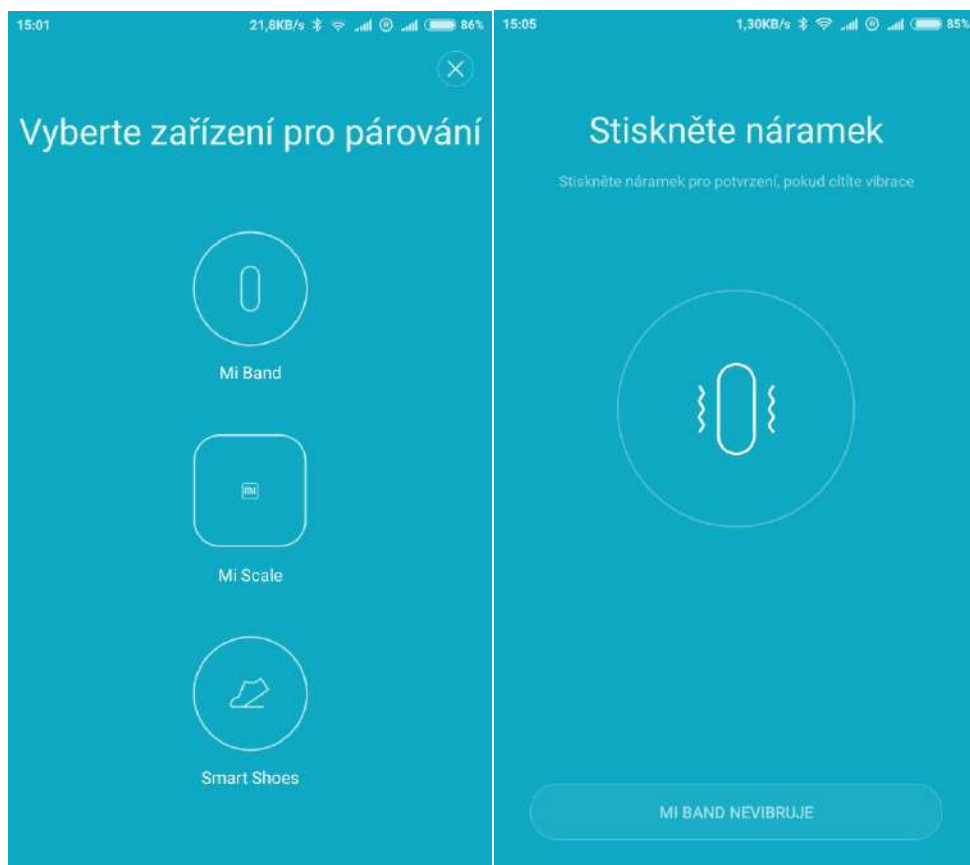 15:01 21,8KB/s 86%
Vyberte zařízení pro párování
Mi Band
mi
Mi Scale
Smart Shoes
15:05 1,30KB/s 85%
Stiskněte náramek
Stiskněte náramek pro potvrzení, pokud cítíte vibrace
MI BAND NEVIBRUJE